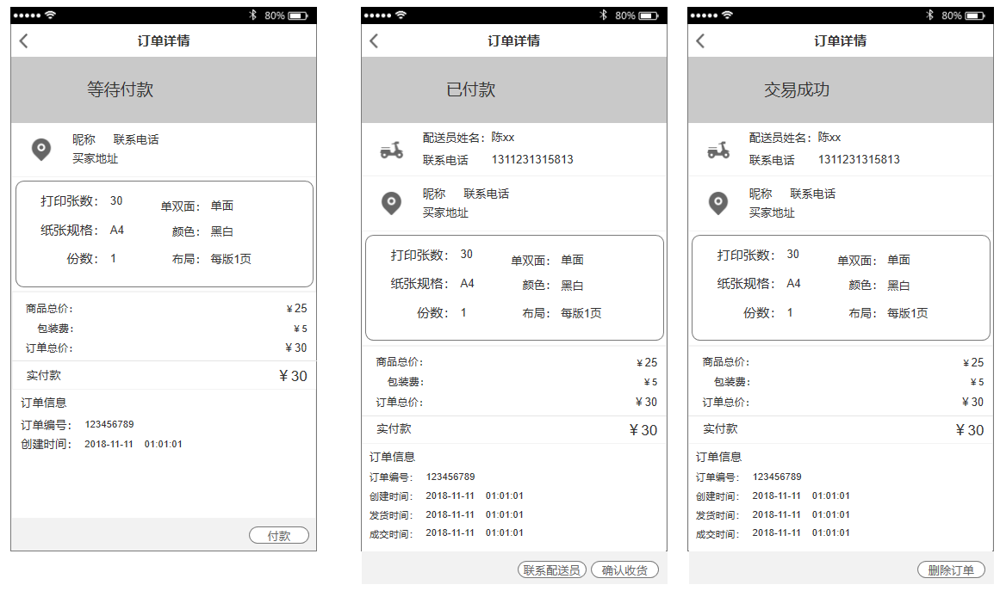 80%
订单详情
等待付款
昵称 联系电话
买家地址
打印张数： 30 单双面： 单面
纸张规格： A4 颜色： 黑白
份数： 1 布局： 每版1页
商品总价： ￥25
包装费： ￥5
订单总价： ￥30
实付款 ￥30
订单信息
订单编号： 123456789
创建时间： 2018-11-11 01:01:01
付款
80%
订单详情
已付款
配送员姓名： 陈xx
联系电话 1311231315813
昵称 联系电话
买家地址
打印张数： 30 单双面： 单面
纸张规格： A4 颜色： 黑白
份数： 1 布局： 每版1页
商品总价： ￥25
包装费： ￥5
订单总价： ￥30
实付款 ￥30
订单信息
订单编号： 123456789
创建时间： 2018-11-11 01:01:01
发货时间： 2018-11-11 01:01:01
成交时间： 2018-11-11 01:01:01
联系配送员 确认收货
80%
订单详情
交易成功
配送员姓名： 陈xx
联系电话 1311231315813
昵称 联系电话
买家地址
打印张数： 30 单双面： 单面
纸张规格： A4 颜色： 黑白
份数： 1 布局： 每版1页
商品总价： ￥25
包装费： ￥5
订单总价： ￥30
实付款 ￥30
订单信息
订单编号： 123456789
创建时间： 2018-11-11 01:01:01
发货时间： 2018-11-11 01:01:01
成交时间： 2018-11-11 01:01:01
删除订单